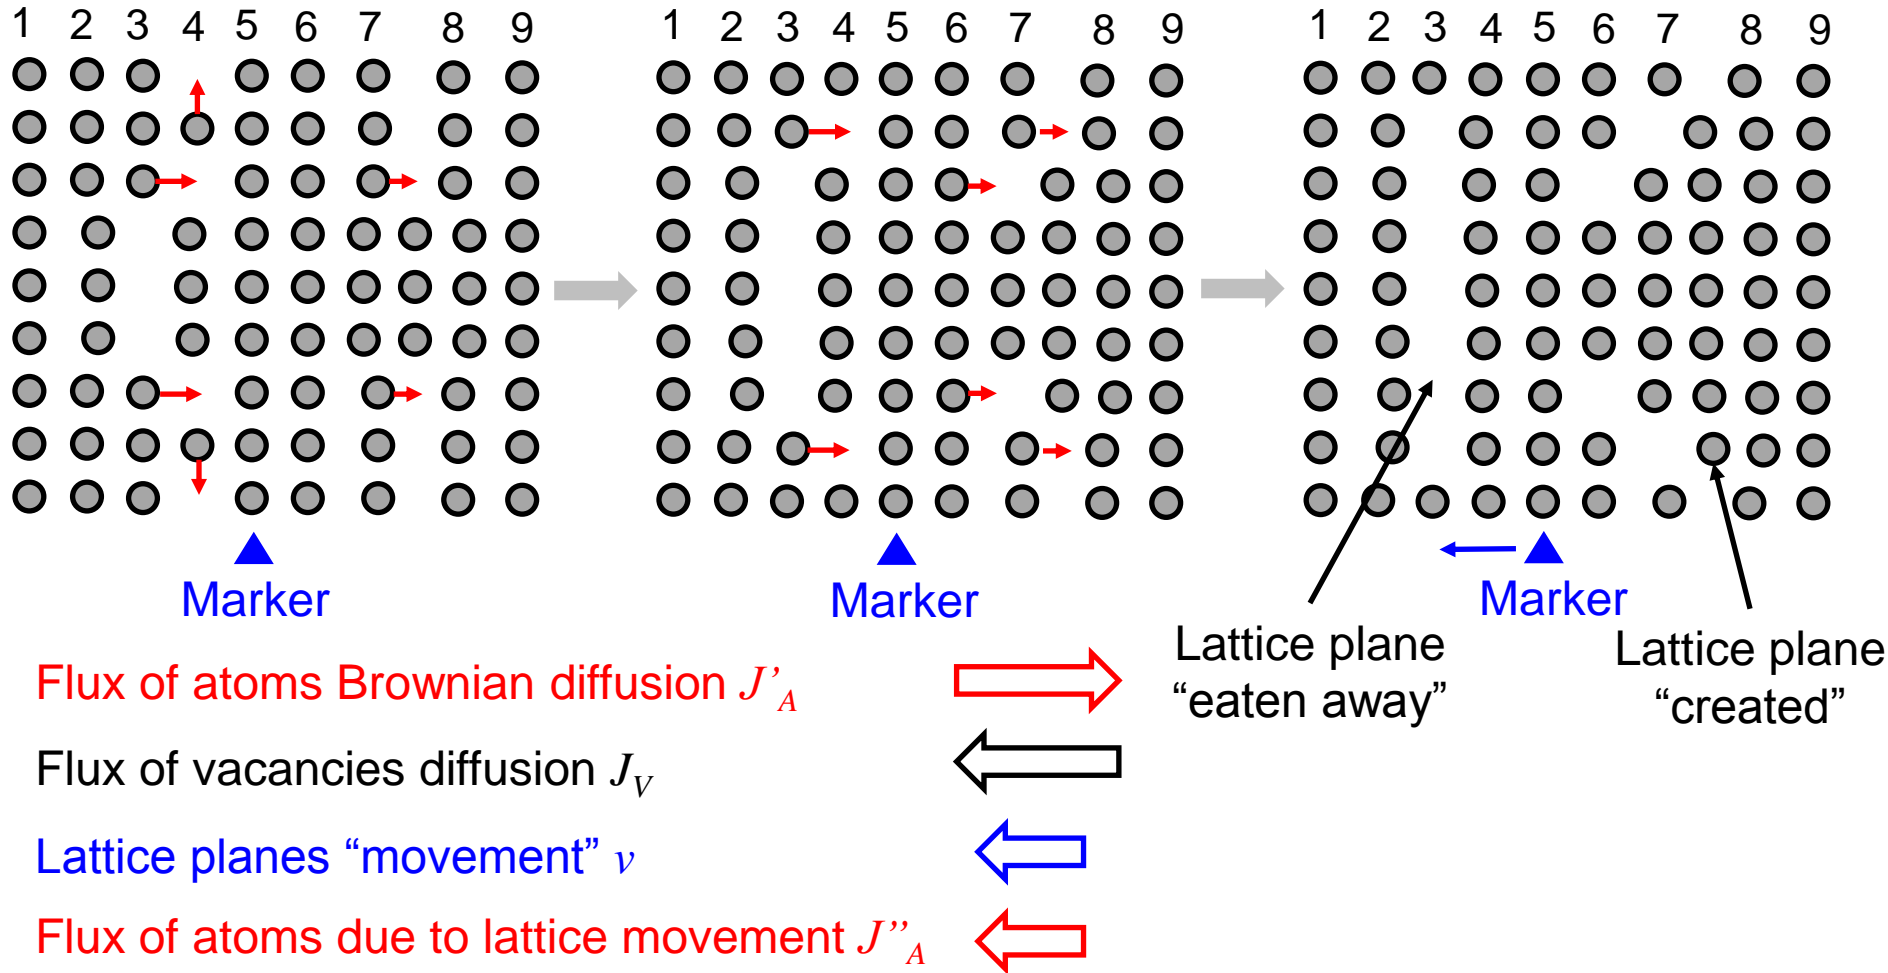 1 2 3 4 5 6 7 8 9
1 2 3 4 5 6 7 8 9
1 2 3 4 5 6 7 8 9
Marker
Marker
Marker
Lattice plane
“eaten away”
Lattice plane
“created”
Flux of atoms Brownian diffusion J’A
Flux of vacancies diffusion JV
Lattice planes “movement” v
Flux of atoms due to lattice movement J”A